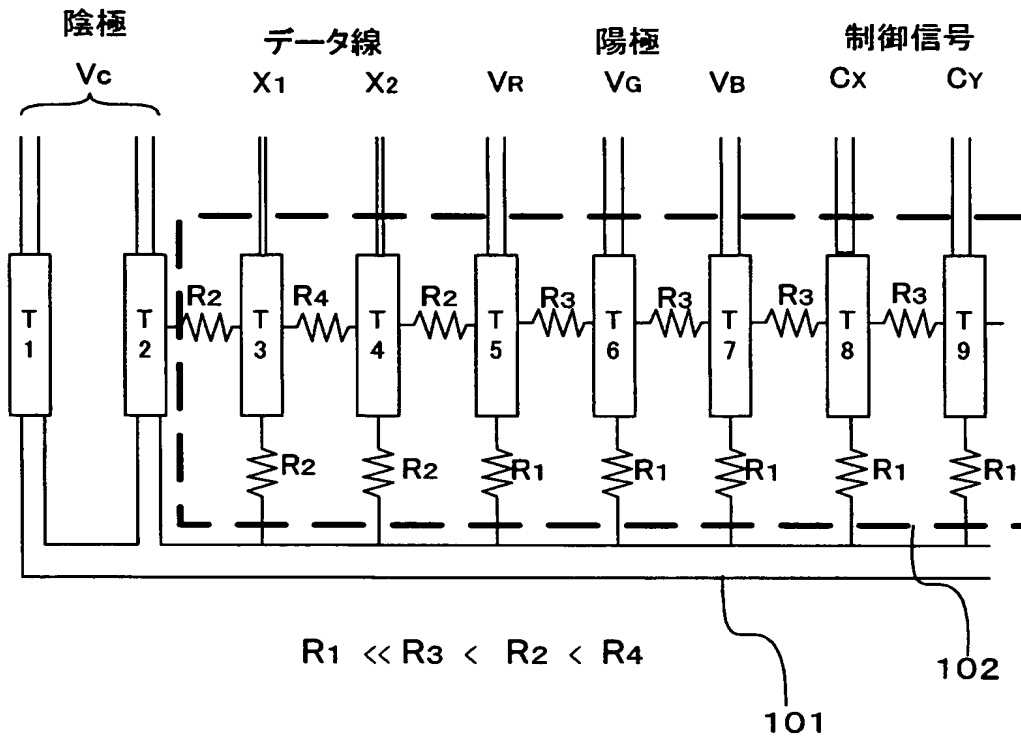 陰極 データ線 陽極 制御信号
Vc X1 X2 VR VG VB CX CY
R2 R4 R2 R3 R3 R3 R3
T1 T2 T3 T4 T5 T6 T7 T8 T9
R2 R2 R1 R1 R1 R1 R1
R1 << R3 < R2 < R4
102
101